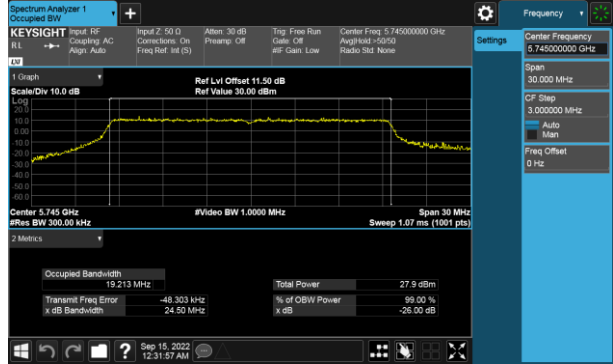 Spectrum Analyzer 1
Occupied BW
+
Frequency
KEYSIGHT
Input: RF
Coupling: AC
Align: Auto
Input Z: 50 Ω
Corrections: On
Freq Ref: Int (S)
Atten: 30 dB
Preamp: Off
Trig: Free Run
Gate: Off
#IF Gain: Low
Center Freq: 5.745000000 GHz
Avg|Hold:>50/50
Radio Std: None
RL
LXI
Settings
Center Frequency
5.745000000 GHz
Span
30.000 MHz
CF Step
3.000000 MHz
Auto
Man
Freq Offset
0 Hz
1 Graph
Scale/Div 10.0 dB
Ref Lvl Offset 11.50 dB
Ref Value 30.00 dBm
Log
20.0
10.0
0.00
-10.0
-20.0
-30.0
-40.0
-50.0
-60.0
Center 5.745 GHz
#Res BW 300.00 kHz
#Video BW 1.0000 MHz
Span 30 MHz
Sweep 1.07 ms (1001 pts)
2 Metrics
Occupied Bandwidth
19.213 MHz
Total Power 27.9 dBm
Transmit Freq Error -48.303 kHz
% of OBW Power 99.00 %
x dB Bandwidth 24.50 MHz
x dB -26.00 dB
?
Sep 15, 2022
12:31:57 AM